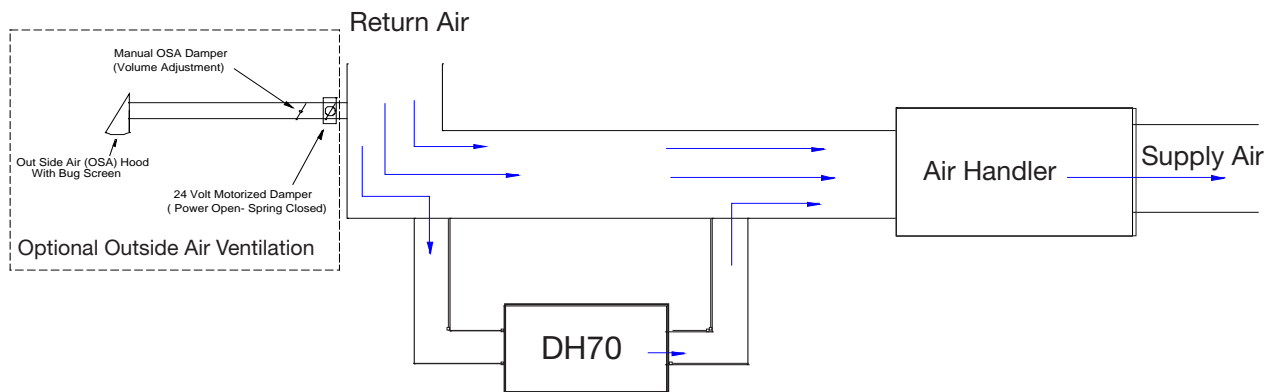 Return Air
Manual OSA Damper
(Volume Adjustment)
Out Side Air (OSA) Hood
With Bug Screen
24 Volt Motorized Damper
( Power Open- Spring Closed)
Optional Outside Air Ventilation
Air Handler
Supply Air
DH70